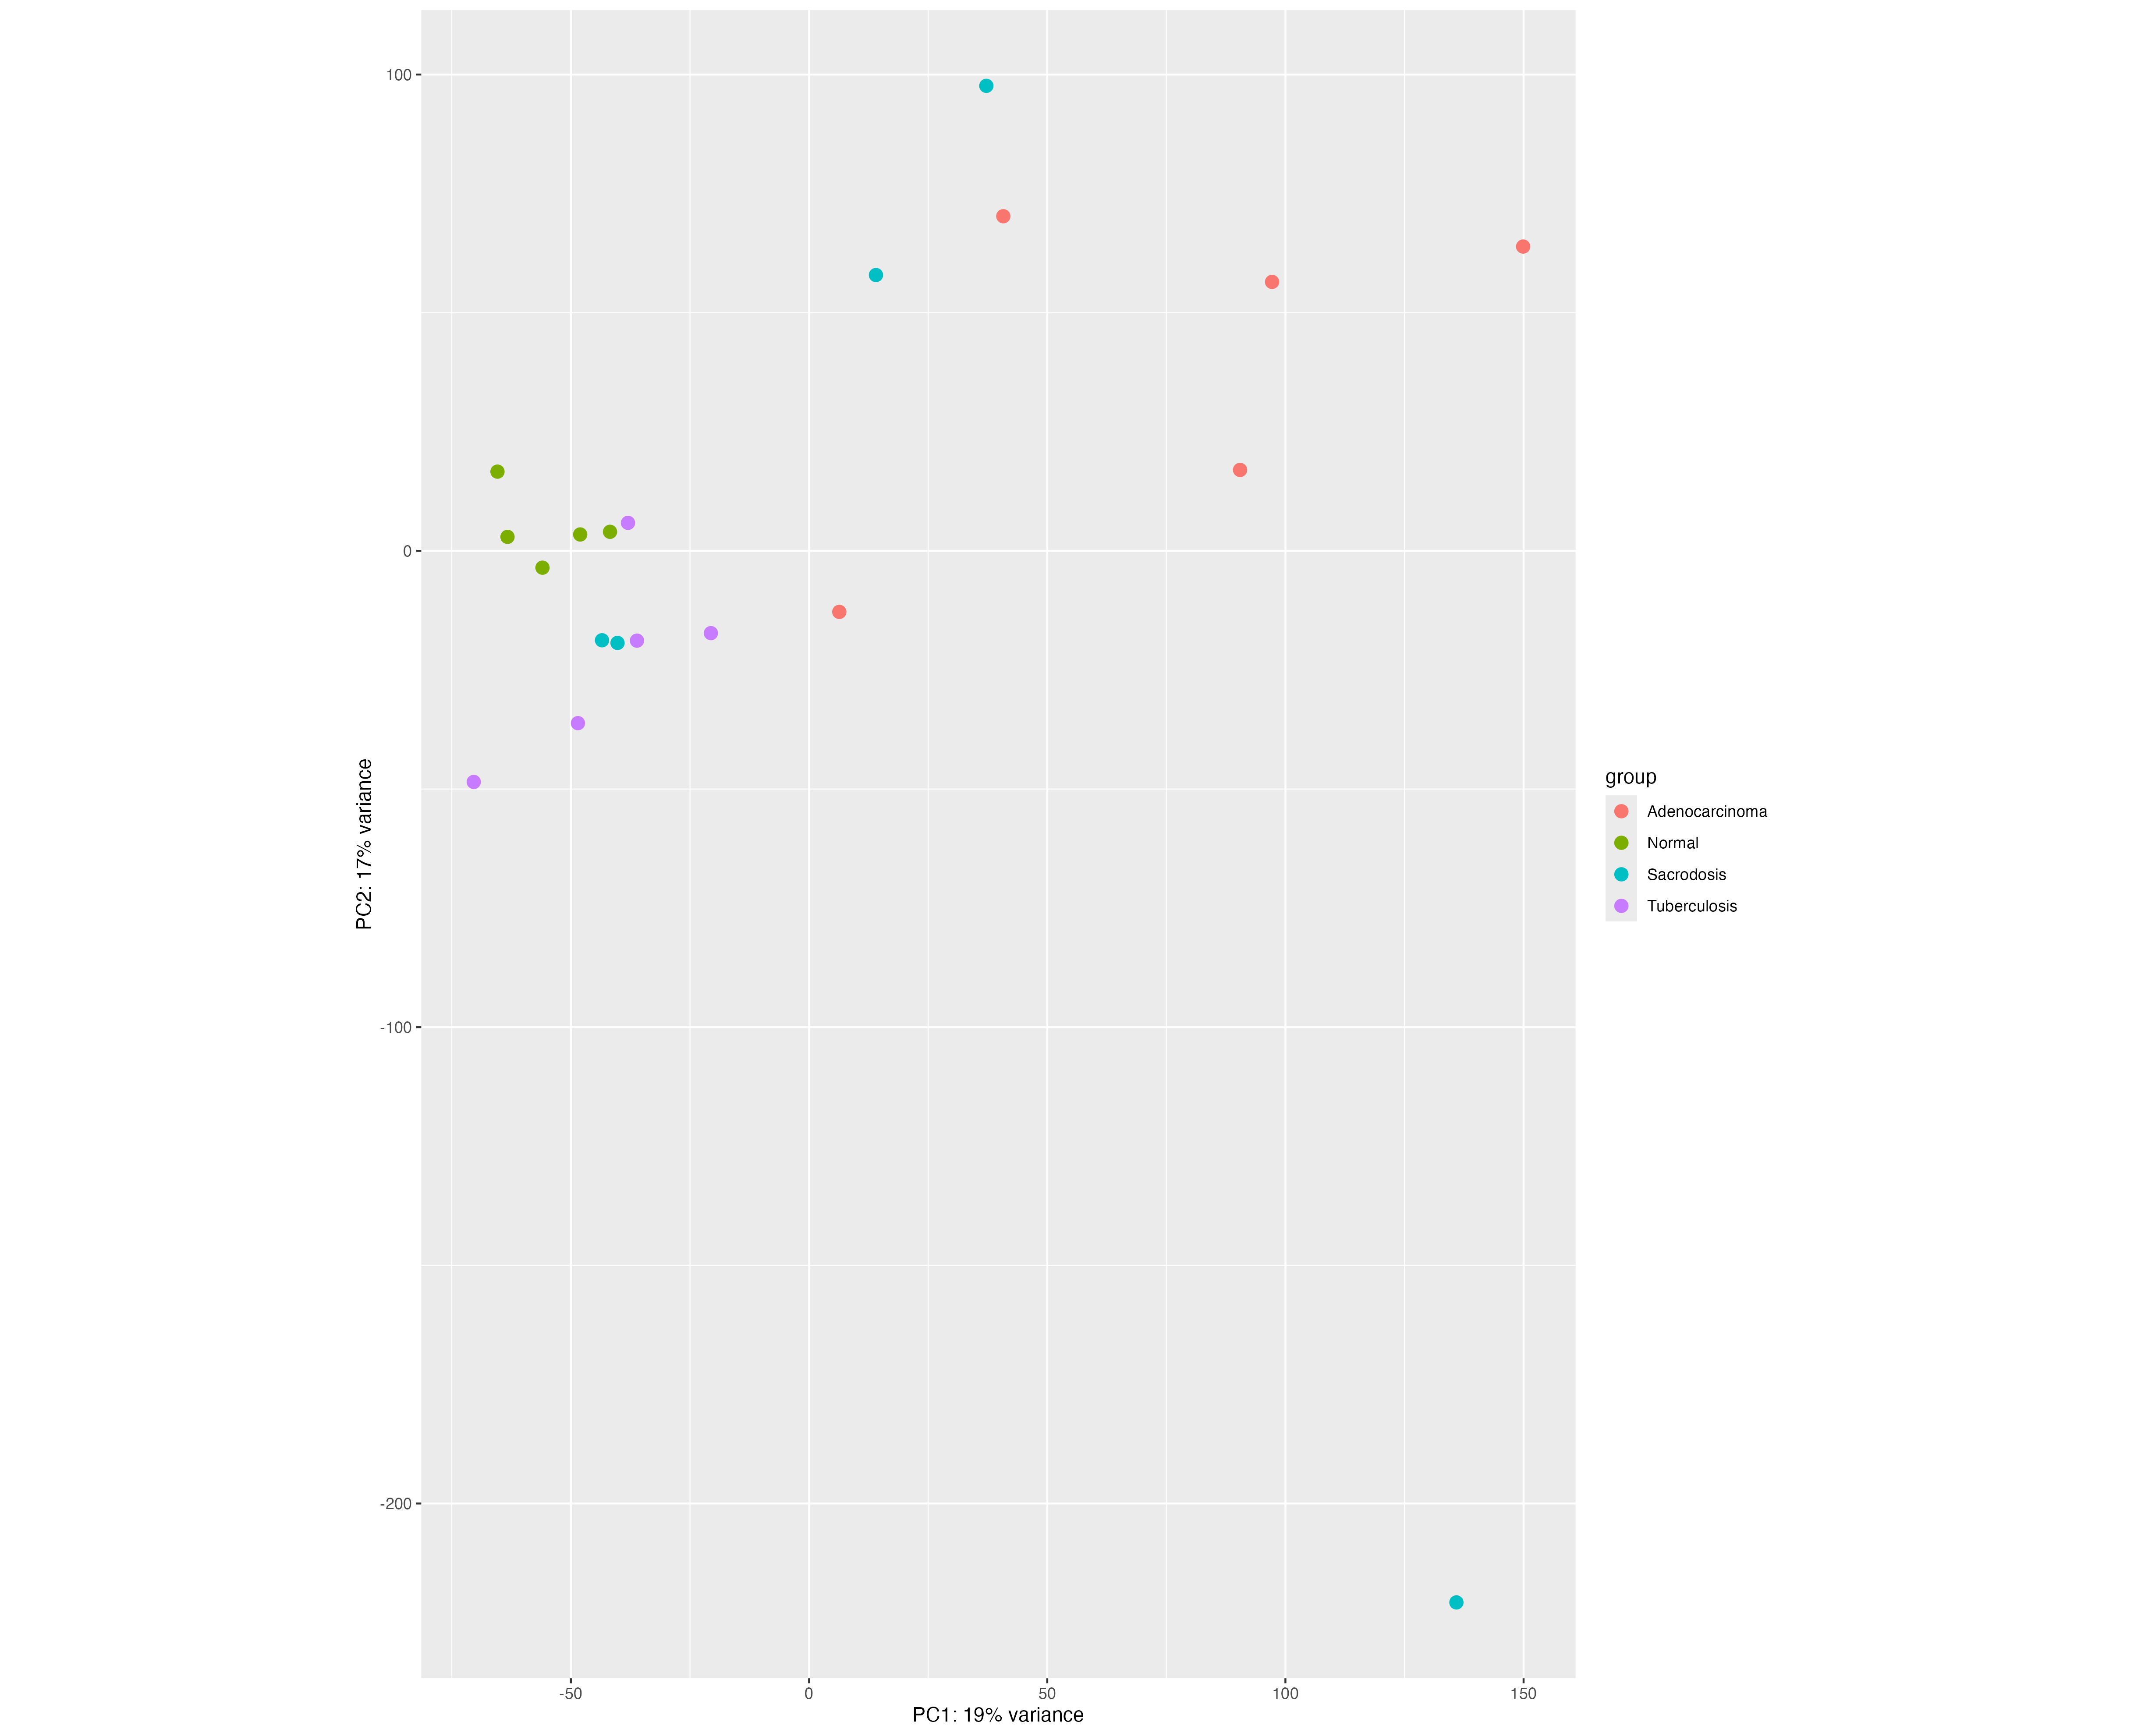 100
0
-100
-200
PC2: 17% variance
-50
0
50
100
150
PC1: 19% variance
group
Adenocarcinoma
Normal
Sacrodosis
Tuberculosis